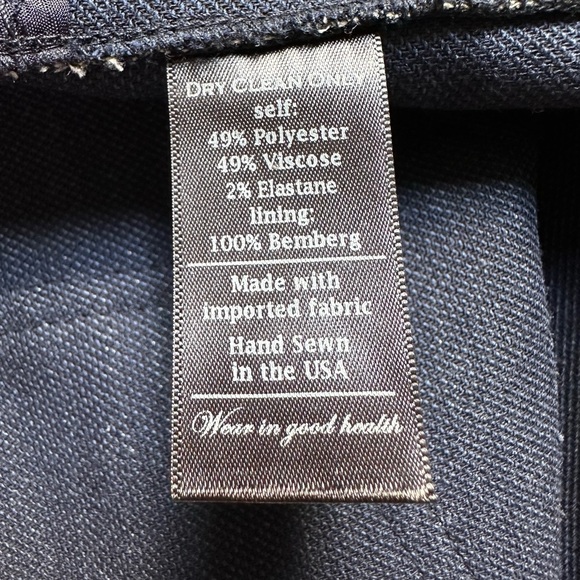 DRY CLEAN ONLY
self:
49% Polyester
49% Viscose
2% Elastane
lining:
100% Bemberg
Made with
imported fabric
Hand Sewn
in the USA
Wear in good health